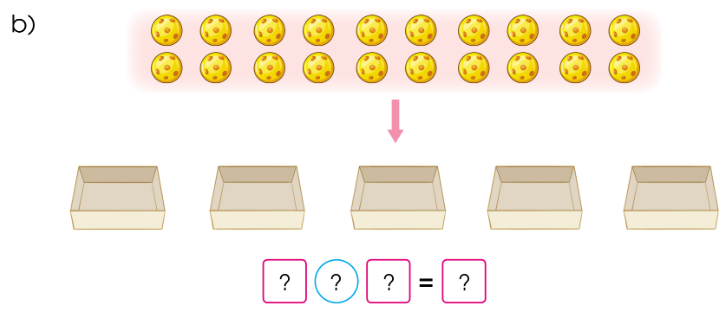 b)
? ? ? = ?